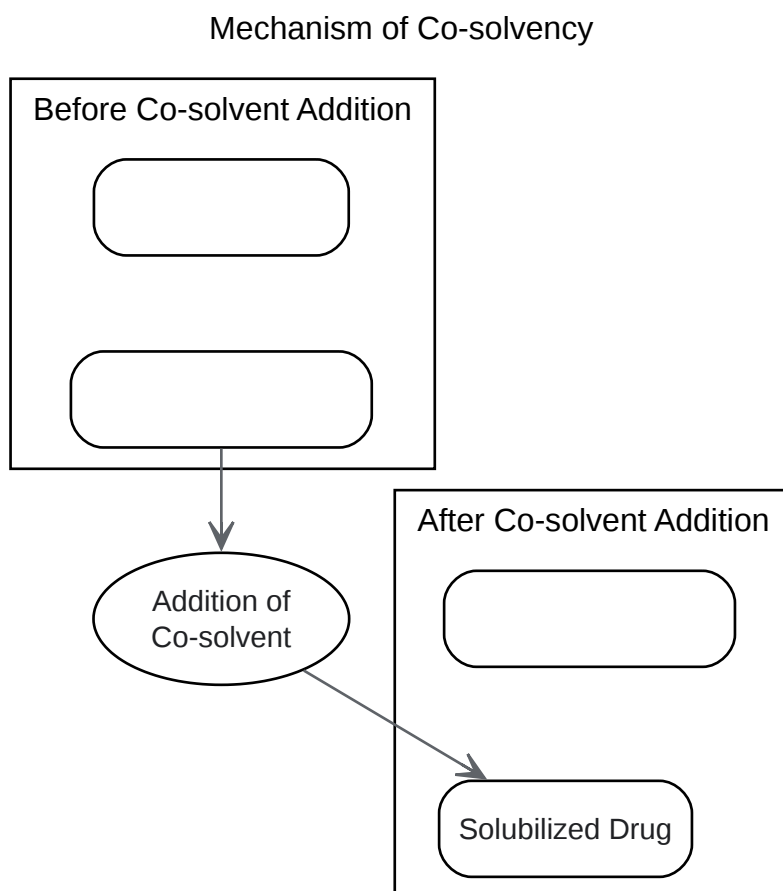 Mechanism of Co-solvency
Before Co-solvent Addition
After Co-solvent Addition
Addition of
Co-solvent
Solubilized Drug